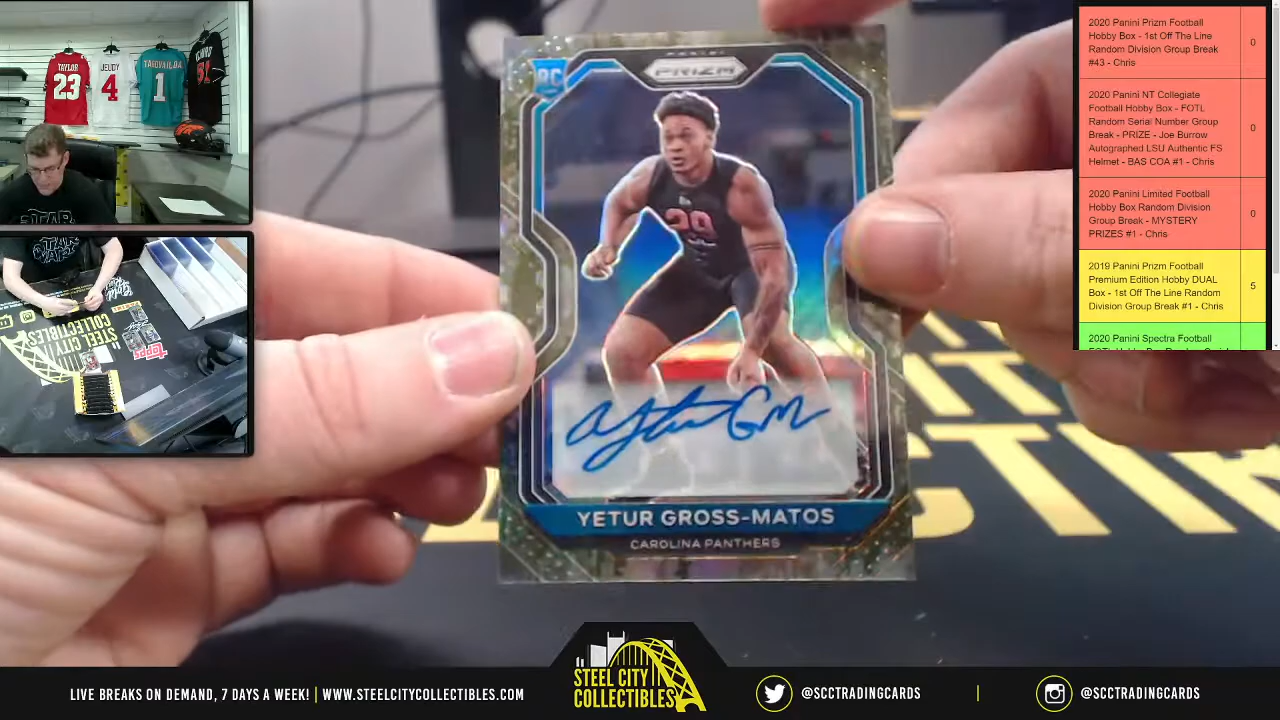 TAYLOR
23
JEUDY
4
TAGOVAILOA
1
STEEL CITY
COLLECTIBLES
Topps
RC
PANINI
PRIZM
29
YETUR GROSS-MATOS
CAROLINA PANTHERS
2020 Panini Prizm Football
Hobby Box - 1st Off The Line
Random Division Group Break
#43 - Chris
0
2020 Panini NT Collegiate
Football Hobby Box - FOTL
Random Serial Number Group
Break - PRIZE - Joe Burrow
Autographed LSU Authentic FS
Helmet - BAS COA #1 - Chris
0
2020 Panini Limited Football
Hobby Box Random Division
Group Break - MYSTERY
PRIZES #1 - Chris
0
2019 Panini Prizm Football
Premium Edition Hobby DUAL
Box - 1st Off The Line Random
Division Group Break #1 - Chris
5
2020 Panini Spectra Football
LIVE BREAKS ON DEMAND, 7 DAYS A WEEK! | WWW.STEELCITYCOLLECTIBLES.COM
STEEL CITY
COLLECTIBLES
@SCCTRADINGCARDS
@SCCTRADINGCARDS